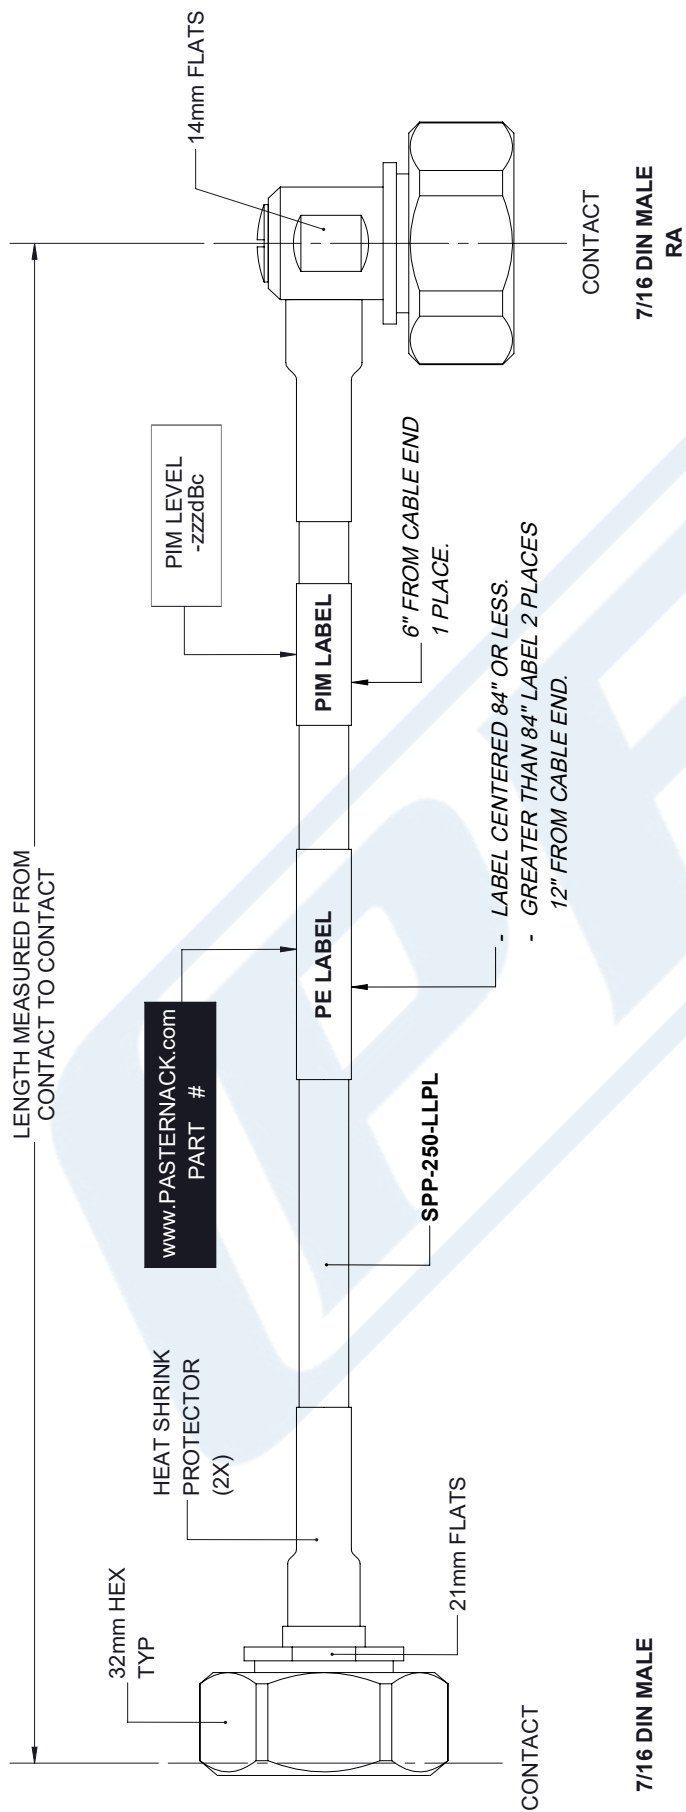 LENGTH MEASURED FROM
CONTACT TO CONTACT
32mm HEX
TYP
HEAT SHRINK
PROTECTOR
(2X)
www.PASTERNACK.com
PART #
PIM LEVEL
-zzzdBc
14mm FLATS
PE LABEL
PIM LABEL
21mm FLATS
SPP-250-LLPL
- LABEL CENTERED 84" OR LESS.
- GREATER THAN 84" LABEL 2 PLACES
12" FROM CABLE END.
6" FROM CABLE END
1 PLACE.
CONTACT
7/16 DIN MALE
CONTACT
7/16 DIN MALE
RA